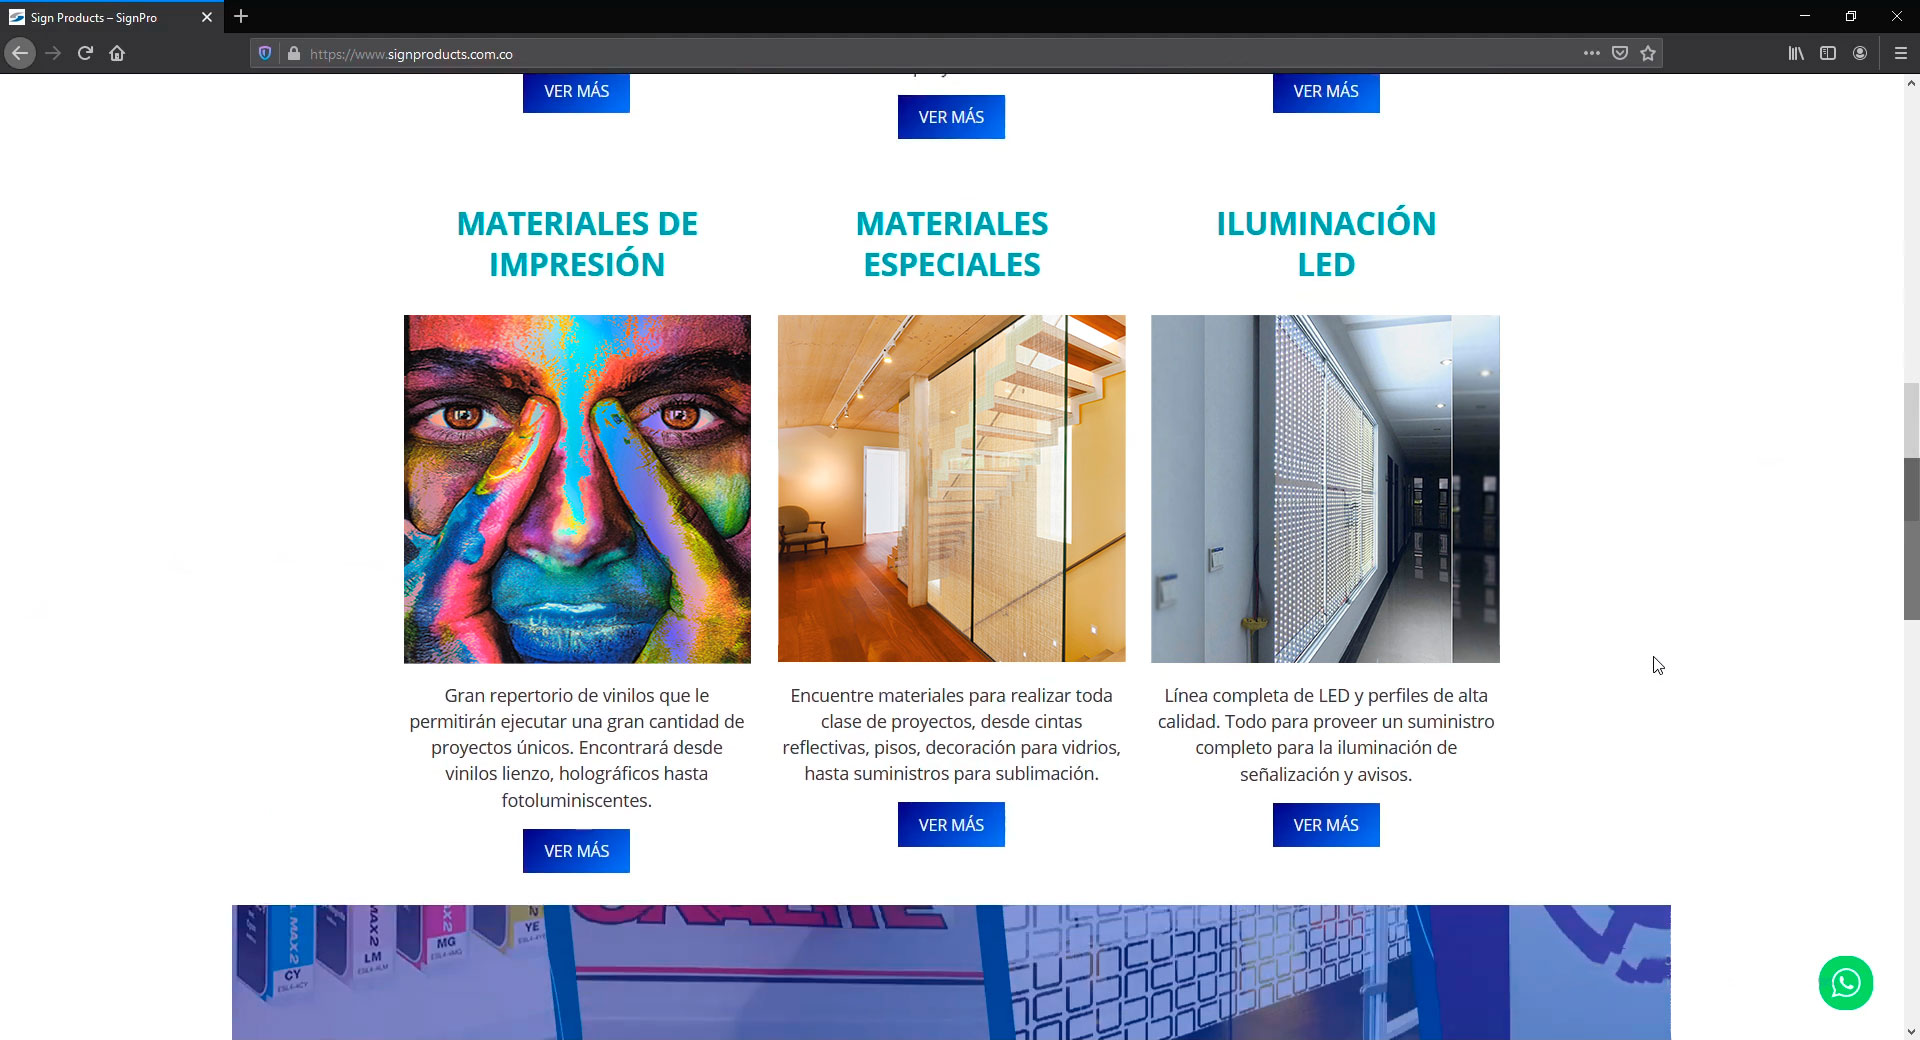 Sign Products – SignPro
https://www.signproducts.com.co
VER MÁS
VER MÁS
VER MÁS
MATERIALES DE
IMPRESIÓN
MATERIALES
ESPECIALES
ILUMINACIÓN
LED
Gran repertorio de vinilos que le
permitirán ejecutar una gran cantidad de
proyectos únicos. Encontrará desde
vinilos lienzo, holográficos hasta
fotoluminiscentes.
VER MÁS
Encuentre materiales para realizar toda
clase de proyectos, desde cintas
reflectivas, pisos, decoración para vidrios,
hasta suministros para sublimación.
VER MÁS
Línea completa de LED y perfiles de alta
calidad. Todo para proveer un suministro
completo para la iluminación de
señalización y avisos.
VER MÁS
MAX2
CY
MAX2
LM
MAX2
MG
YE